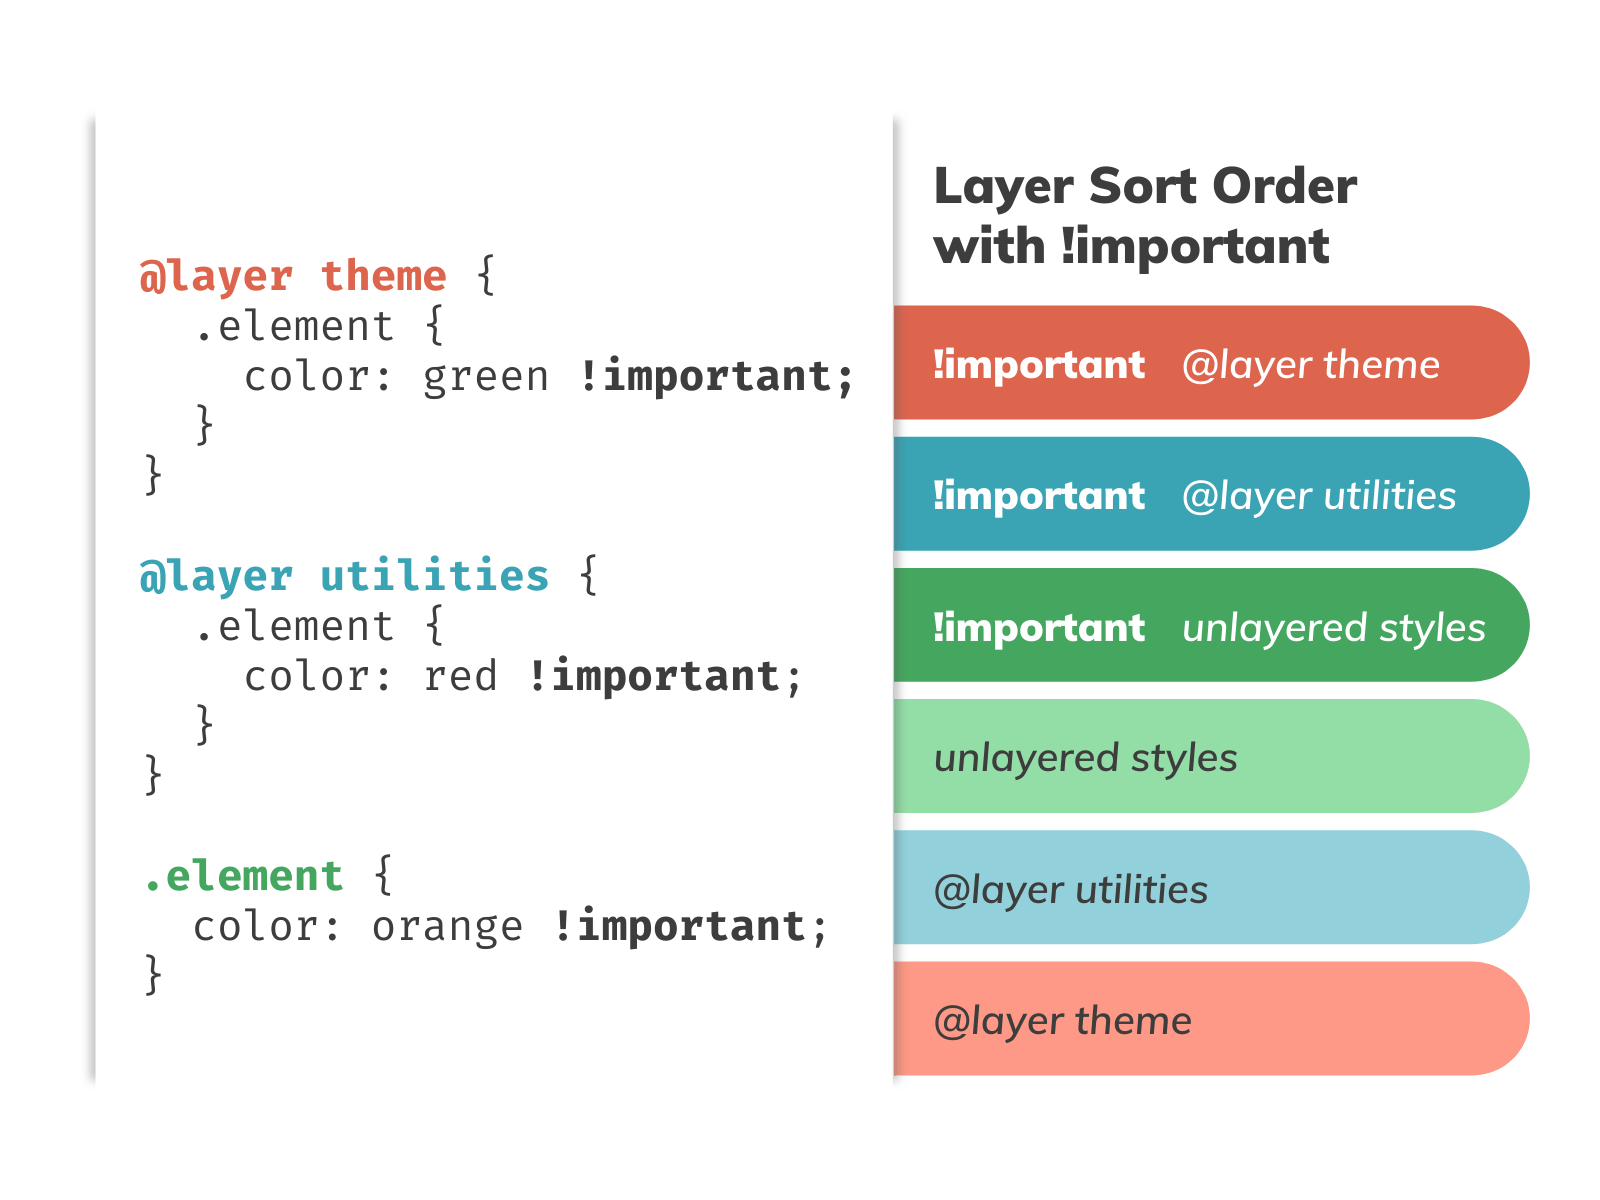 @layer theme {
  .element {
    color: green !important;
  }
}

@layer utilities {
  .element {
    color: red !important;
  }
}

.element {
  color: orange !important;
}

Layer Sort Order
with !important
!important @layer theme
!important @layer utilities
!important unlayered styles
unlayered styles
@layer utilities
@layer theme